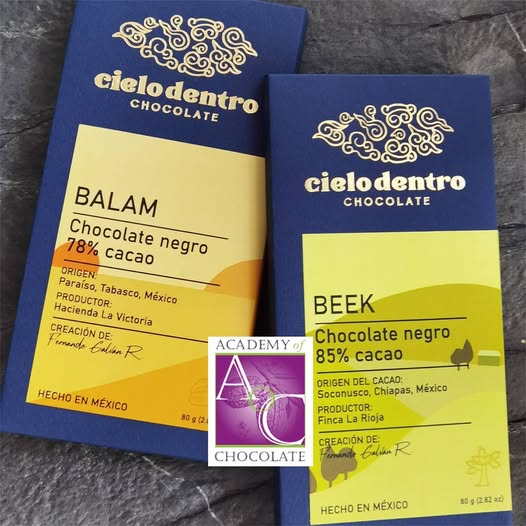 cielo dentro
CHOCOLATE
BALAM
Chocolate negro
78% cacao
ORIGEN:
Paraíso, Tabasco, México
PRODUCTOR:
Hacienda La Victoria
CREACIÓN DE:
Fernando Galván R.
HECHO EN MÉXICO
80 g (2.8
cielo dentro
CHOCOLATE
BEEK
Chocolate negro
85% cacao
ORIGEN DEL CACAO:
Soconusco, Chiapas, México
PRODUCTOR:
Finca La Rioja
CREACIÓN DE:
Fernando Galván R.
HECHO EN MÉXICO
80 g (2.82 oz)
ACADEMY of
A o C
CHOCOLATE